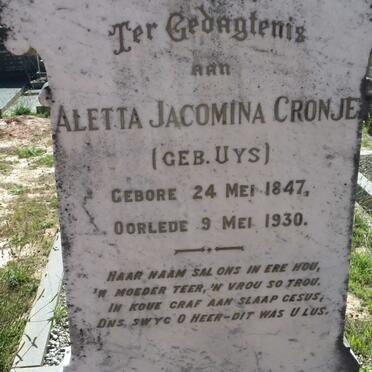 Ter Gedagtenis
AAN
ALETTA JACOMINA CRONJE
(GEB. UYS)
GEBORE 24 MEI 1847,
OORLEDE 9 MEI 1930.
HAAR NAAM SAL ONS IN ERE HOU,
'N MOEDER TEER, 'N VROU SO TROU.
IN KOUE GRAF AAN SLAAP GESUS,
ONS SWYG O HEER-DIT WAS U LUS.